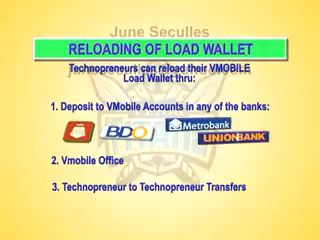 June Seculles
RELOADING OF LOAD WALLET
Technopreneurs can reload their VMOBILE
Load Wallet thru:
1. Deposit to VMobile Accounts in any of the banks:
BDO
Metrobank
UNIONBANK
2. Vmobile Office
3. Technopreneur to Technopreneur Transfers